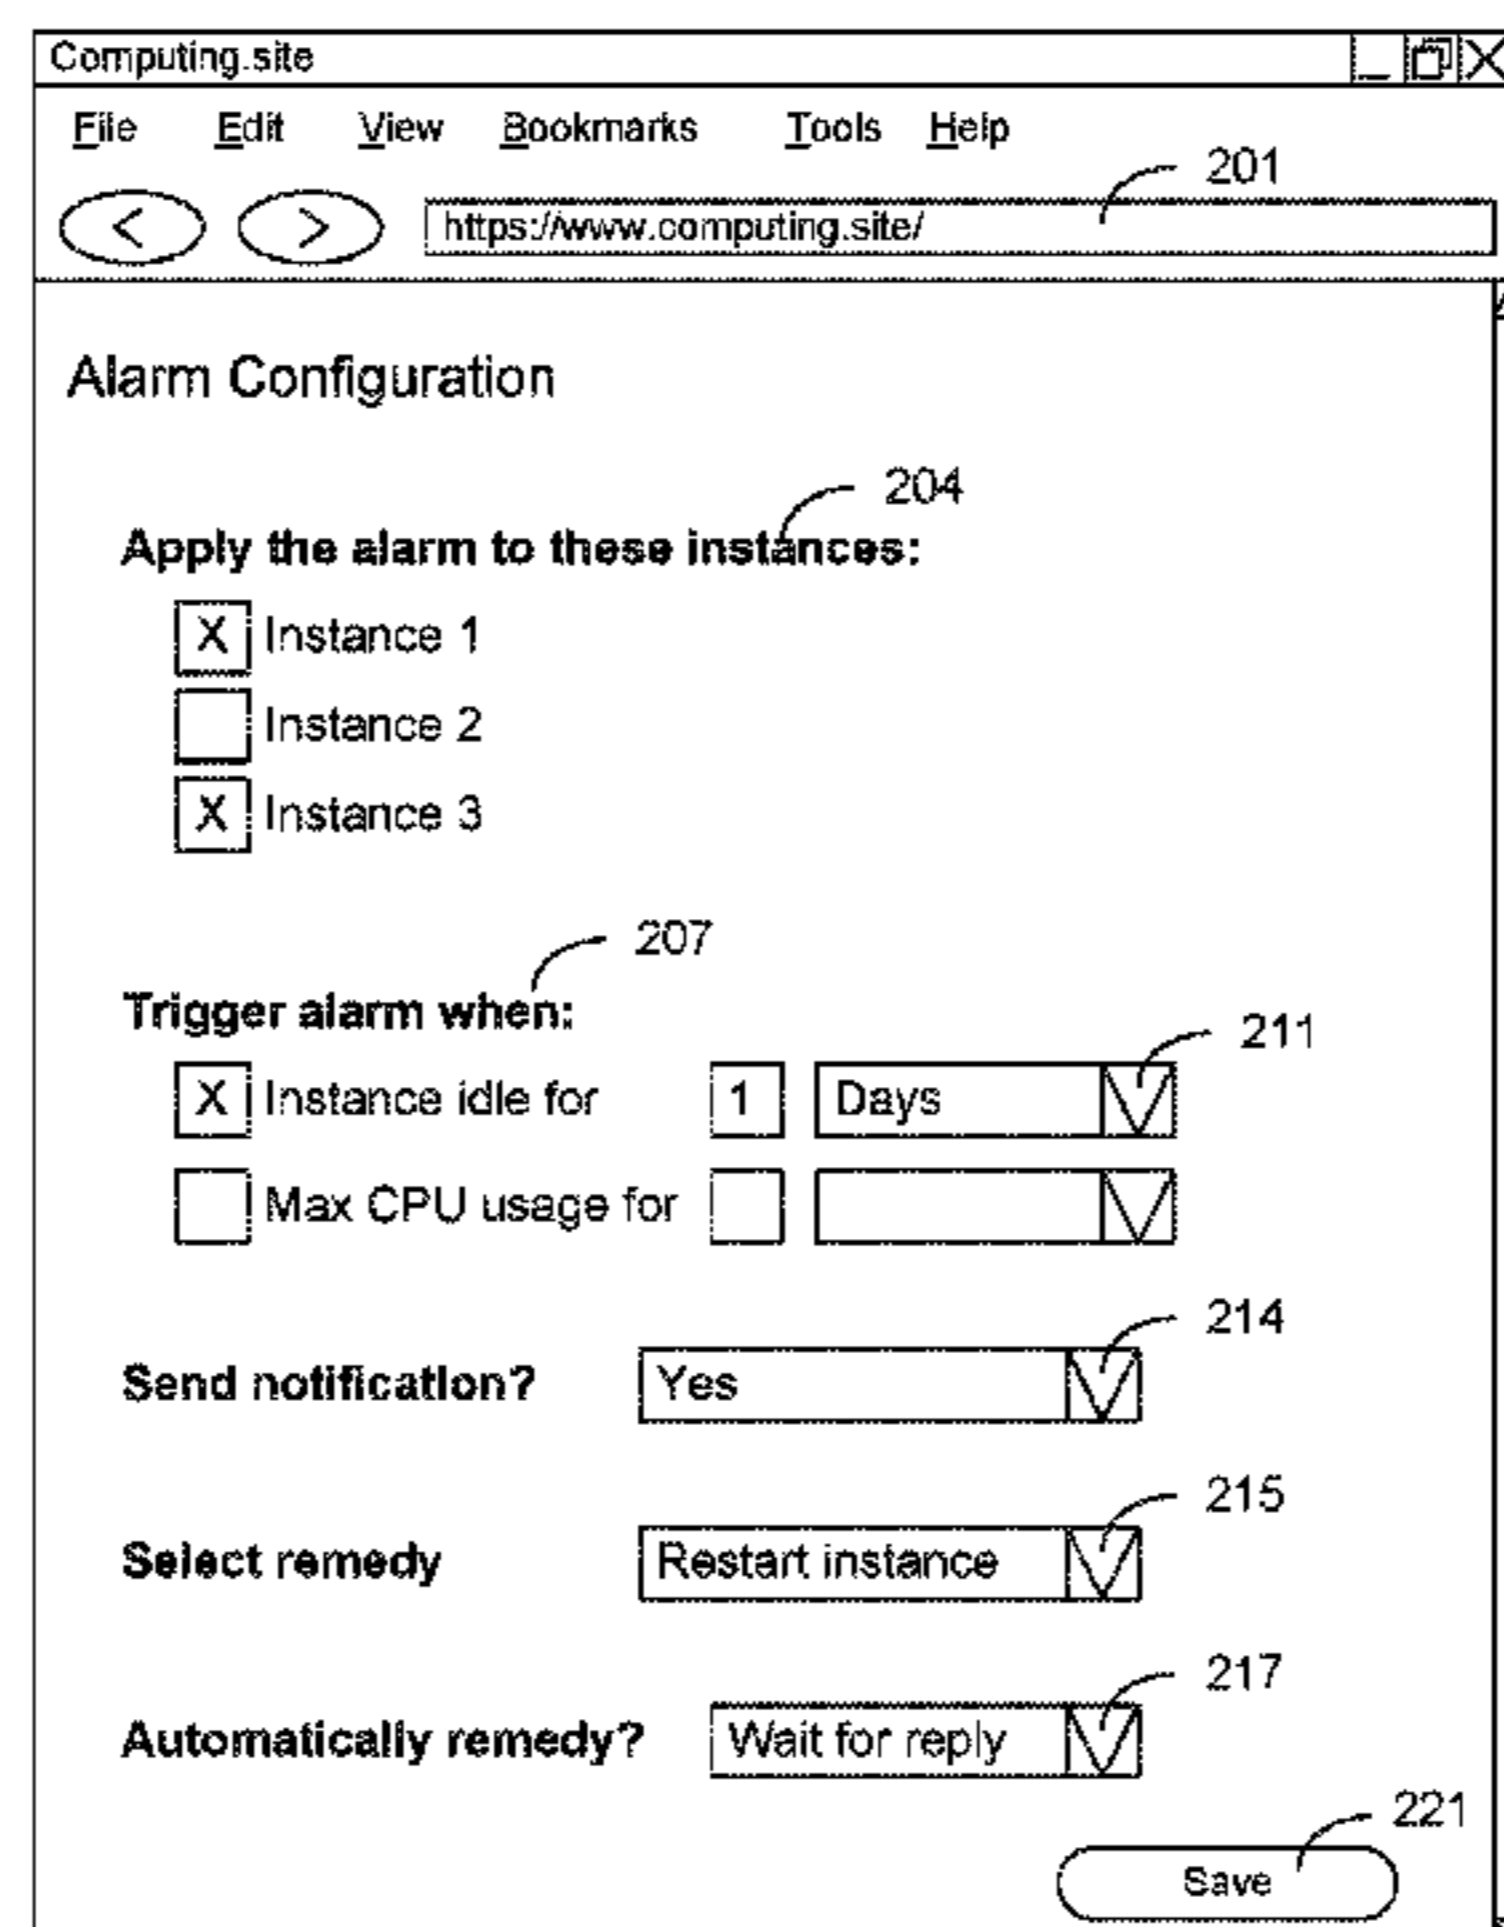 Computing.site
File Edit View Bookmarks Tools Help
201
< > https://www.computing.site/
Alarm Configuration
204
Apply the alarm to these instances:
X Instance 1
Instance 2
X Instance 3
207
Trigger alarm when:
211
X Instance idle for 1 Days
Max CPU usage for
214
Send notification? Yes
215
Select remedy Restart instance
217
Automatically remedy? Wait for reply
221
Save